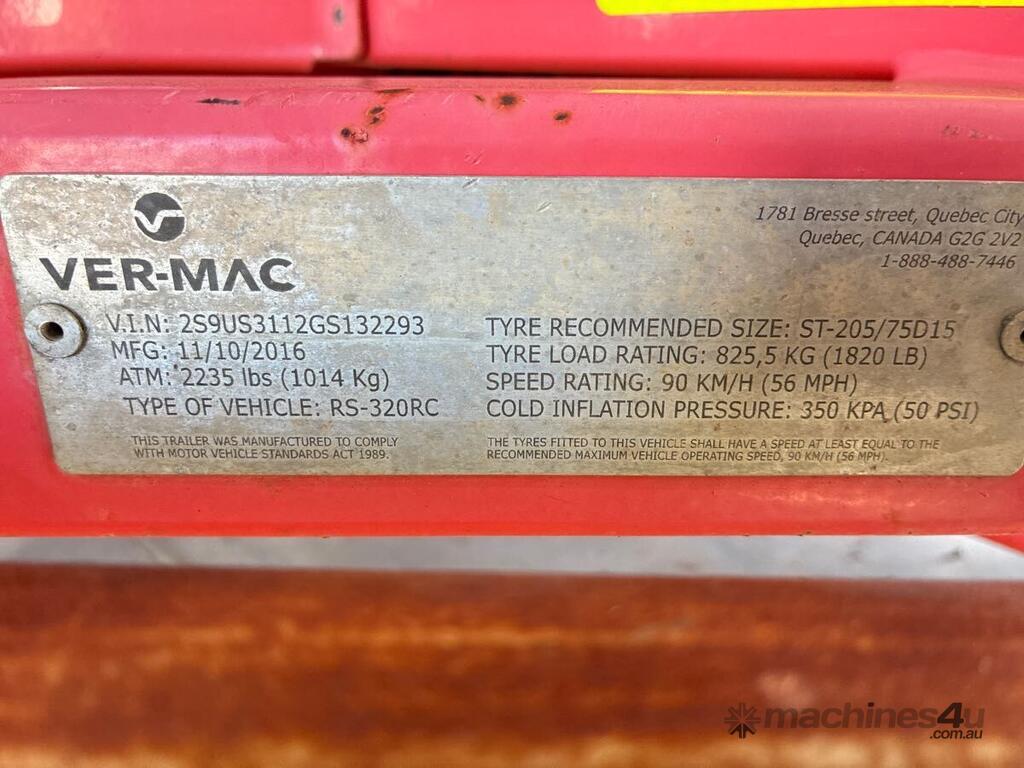 VER-MAC
1781 Bresse street, Quebec City
Quebec, CANADA G2G 2V2
1-888-488-7446
V.I.N: 2S9US3112GS132293
MFG: 11/10/2016
ATM: 2235 lbs (1014 Kg)
TYPE OF VEHICLE: RS-320RC
THIS TRAILER WAS MANUFACTURED TO COMPLY
WITH MOTOR VEHICLE STANDARDS ACT 1989.
TYRE RECOMMENDED SIZE: ST-205/75D15
TYRE LOAD RATING: 825,5 KG (1820 LB)
SPEED RATING: 90 KM/H (56 MPH)
COLD INFLATION PRESSURE: 350 KPA (50 PSI)
THE TYRES FITTED TO THIS VEHICLE SHALL HAVE A SPEED AT LEAST EQUAL TO THE
RECOMMENDED MAXIMUM VEHICLE OPERATING SPEED, 90 KM/H (56 MPH).
machines4u
.com.au